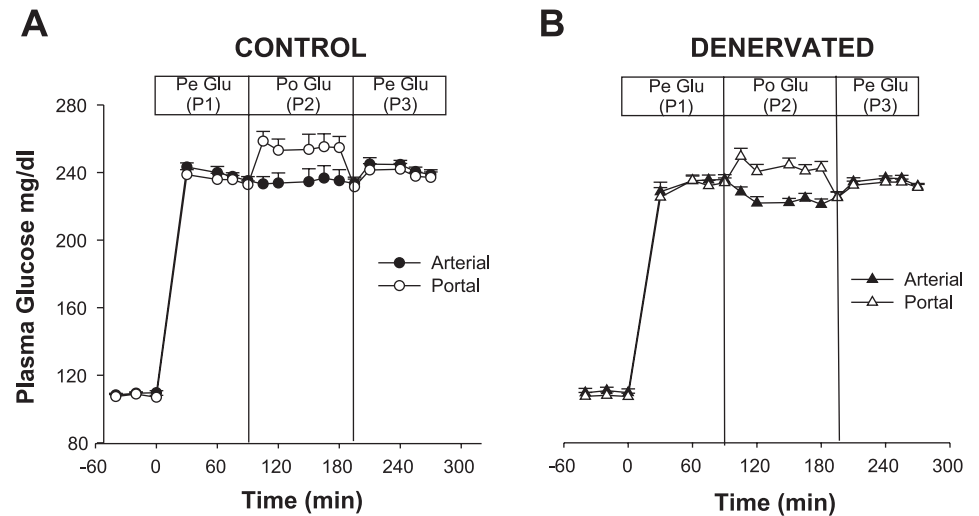 A
CONTROL
Pe Glu
(P1)
Po Glu
(P2)
Pe Glu
(P3)
Plasma Glucose mg/dl
280
240
200
160
120
80
Arterial
Portal
-60
0
60
120
180
240
300
Time (min)
B
DENERVATED
Pe Glu
(P1)
Po Glu
(P2)
Pe Glu
(P3)
Arterial
Portal
-60
0
60
120
180
240
300
Time (min)